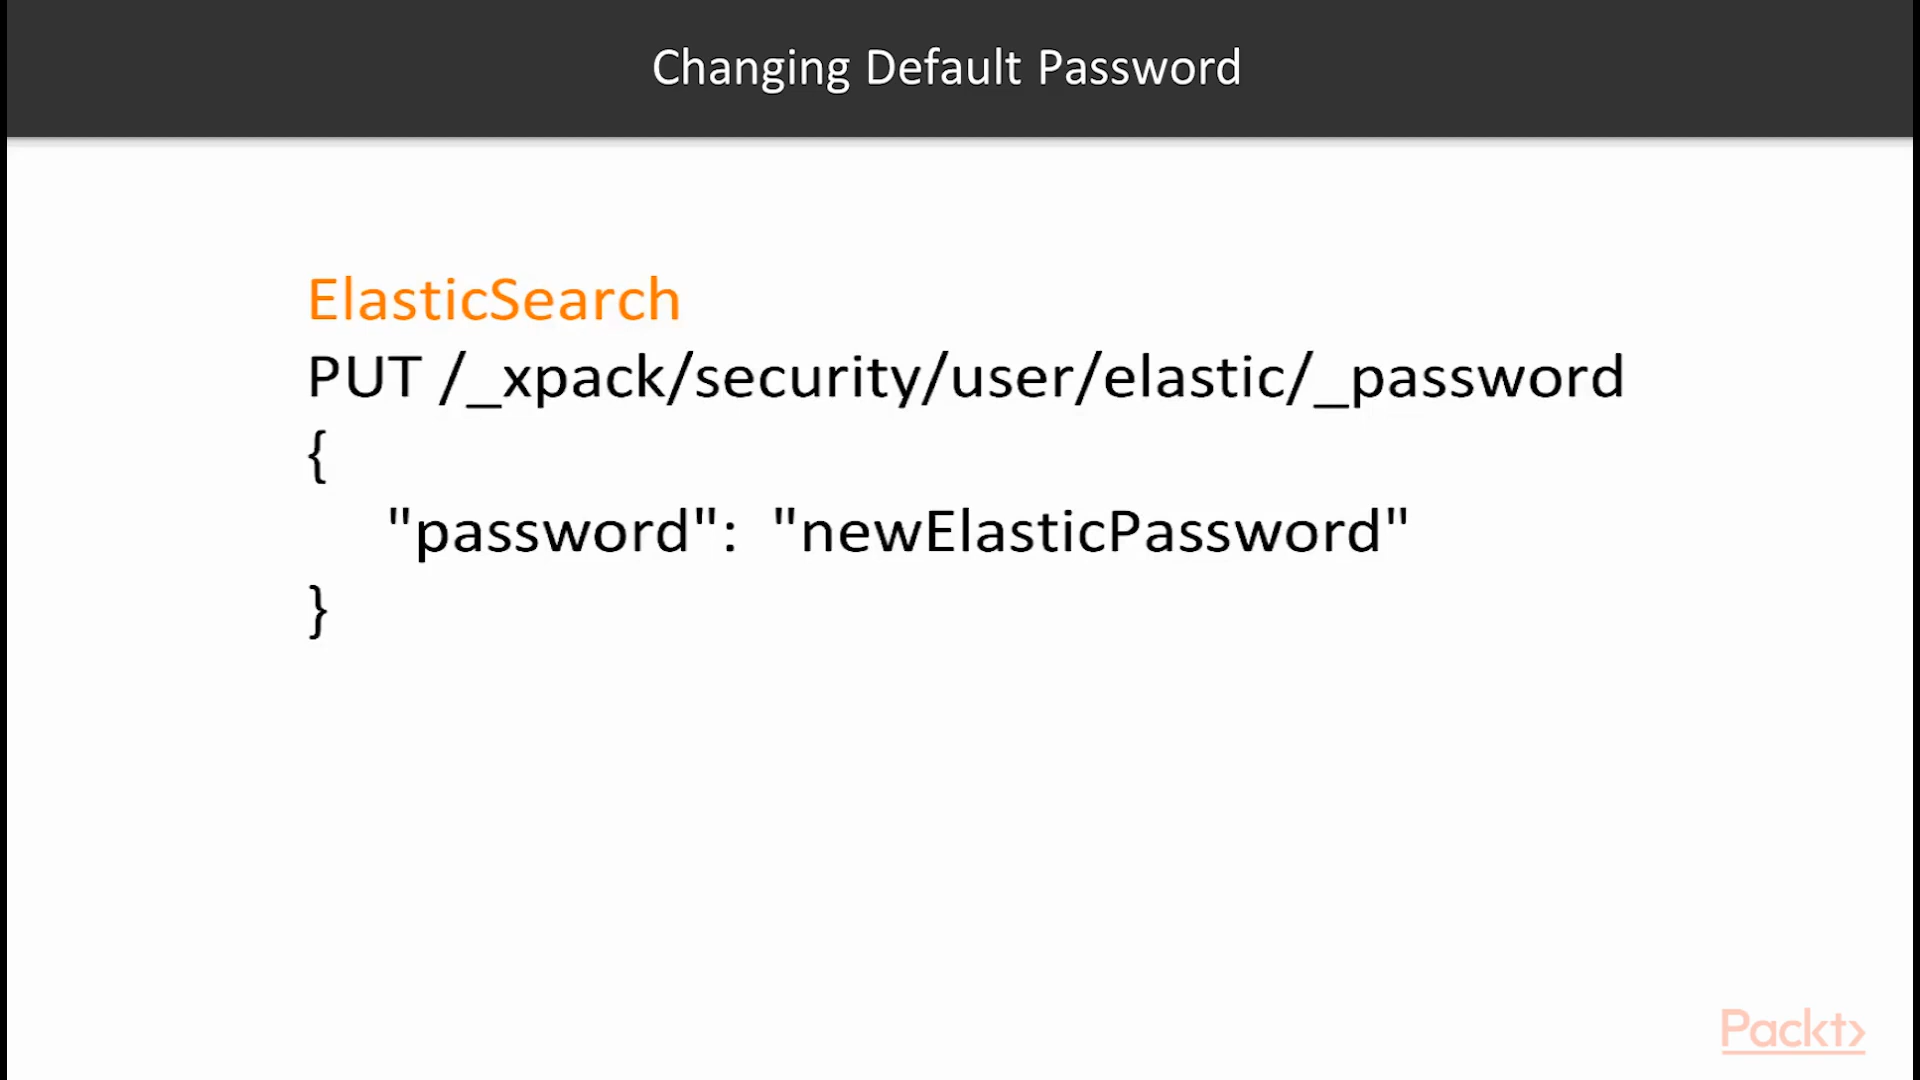 Changing Default Password
ElasticSearch
PUT /_xpack/security/user/elastic/_password
{
"password": "newElasticPassword"
}
Packt>